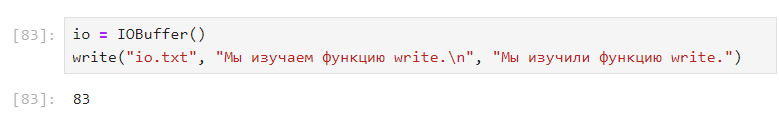 [83]: io = IOBuffer()
write("io.txt", "Мы изучаем функцию write.\n", "Мы изучили функцию write.")
[83]: 83